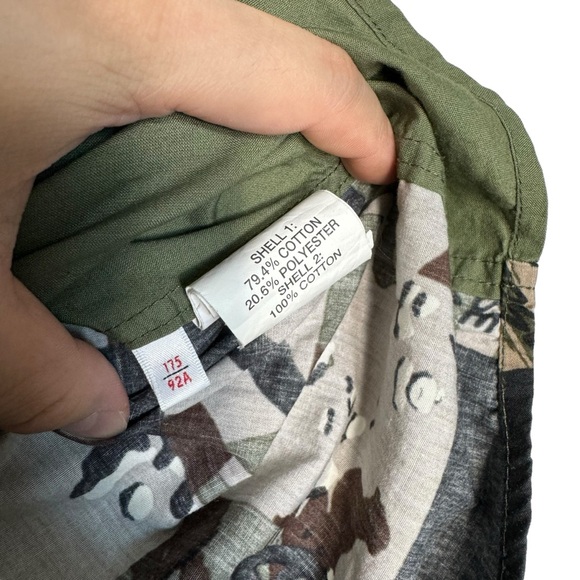 SHELL 1:
79.4% COTTON
20.6% POLYESTER
SHELL 2:
100% COTTON
175
92A